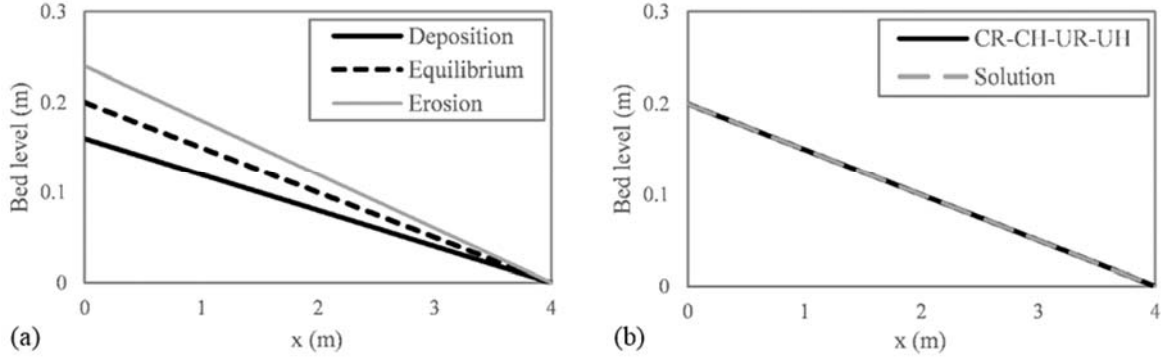 0.3
Deposition
Equilibrium
Erosion
0.2
0.1
0
Bed level (m)
0 1 2 3 4
x (m)
(a)
0.3
CR-CH-UR-UH
Solution
0.2
0.1
0
Bed level (m)
0 1 2 3 4
x (m)
(b)